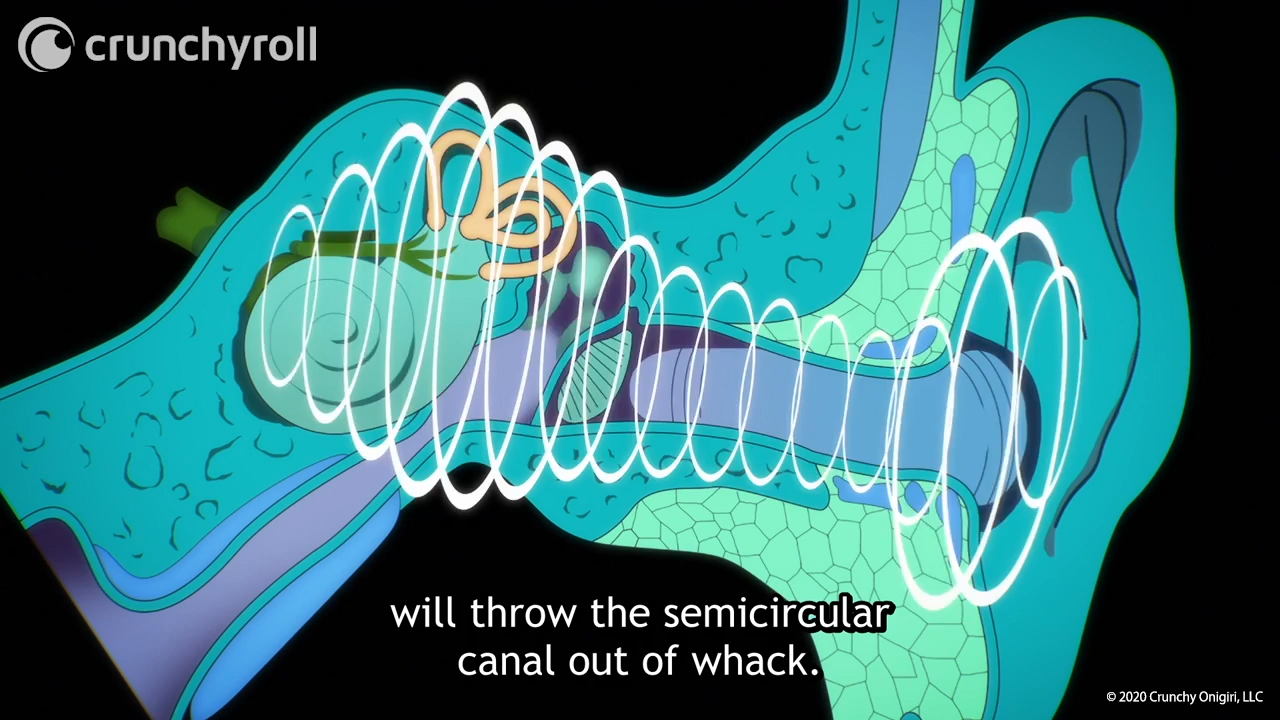 crunchyroll
will throw the semicircular
canal out of whack.
© 2020 Crunchy Onigiri, LLC